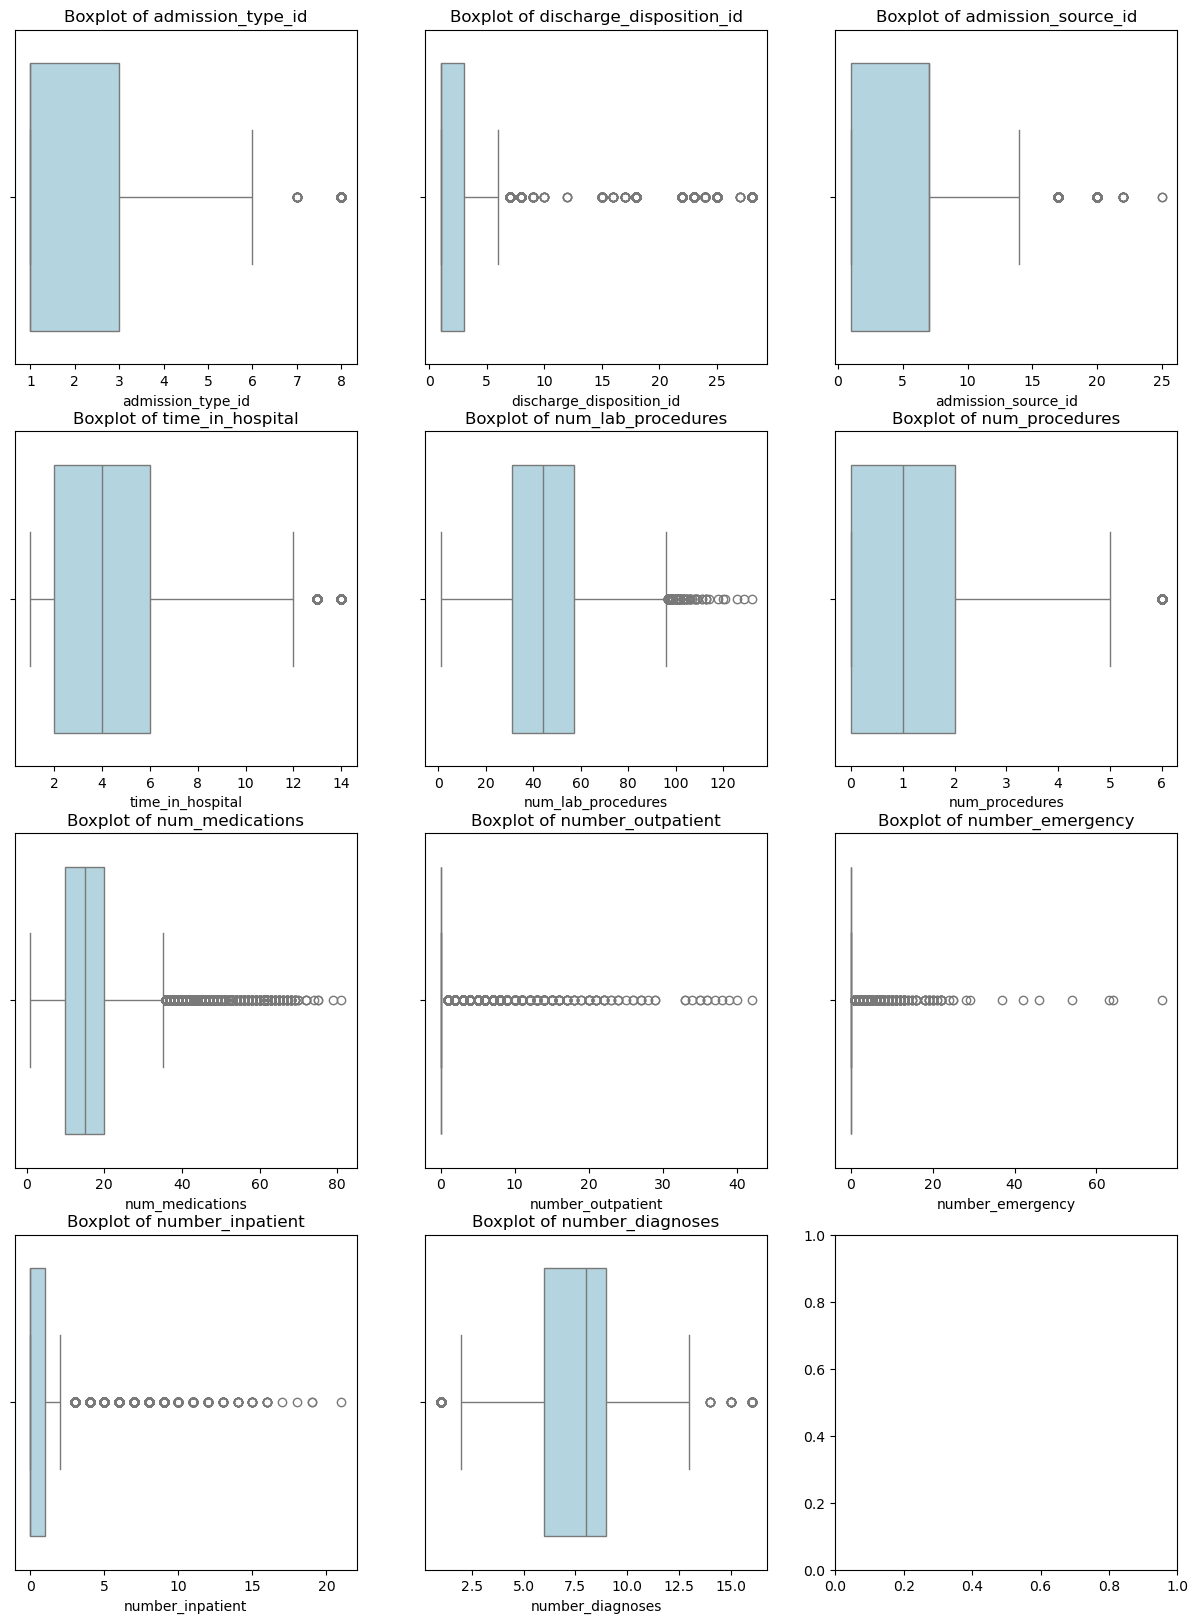 Boxplot of admission_type_id Boxplot of discharge_disposition_id Boxplot of admission_source_id
1 2 3 4 5 6 7 8 0 5 10 15 20 25 0 5 10 15 20 25
admission_type_id discharge_disposition_id admission_source_id
Boxplot of time_in_hospital Boxplot of num_lab_procedures Boxplot of num_procedures
2 4 6 8 10 12 14 0 20 40 60 80 100 120 0 1 2 3 4 5 6
time_in_hospital num_lab_procedures num_procedures
Boxplot of num_medications Boxplot of number_outpatient Boxplot of number_emergency
0 20 40 60 80 0 10 20 30 40 0 20 40 60
num_medications number_outpatient number_emergency
Boxplot of number_inpatient Boxplot of number_diagnoses
1.0
0.8
0.6
0.4
0.2
0.0
0 5 10 15 20 2.5 5.0 7.5 10.0 12.5 15.0 0.0 0.2 0.4 0.6 0.8 1.0
number_inpatient number_diagnoses